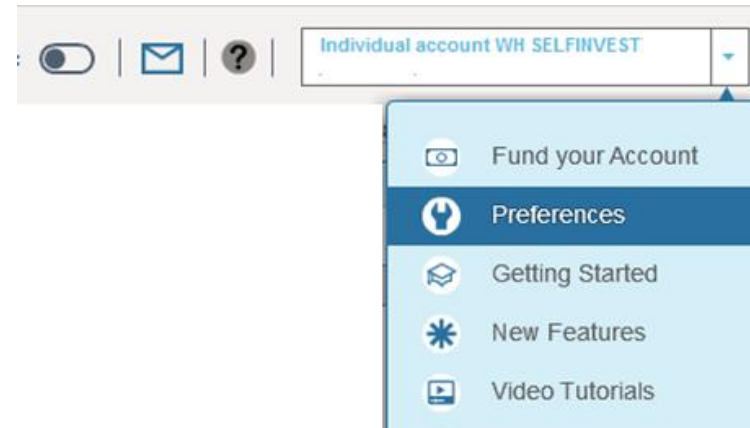 Individual account WH SELFINVEST
Fund your Account
Preferences
Getting Started
New Features
Video Tutorials